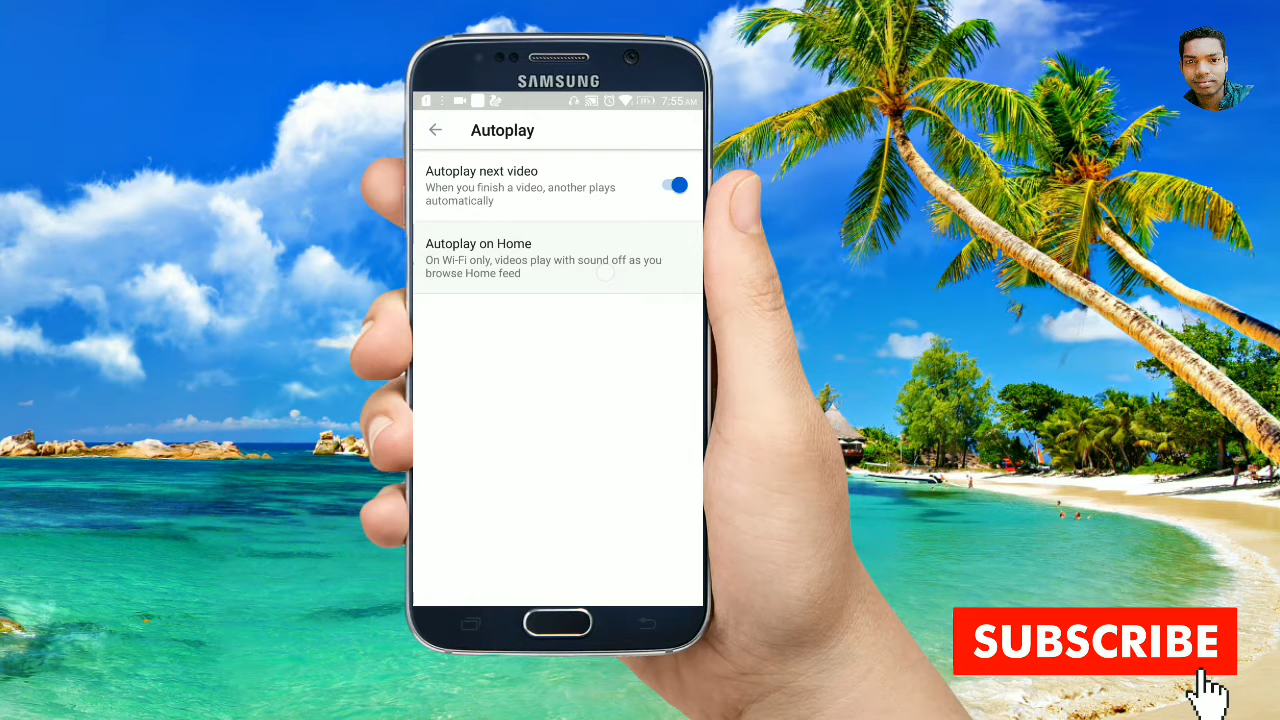 SAMSUNG
7:55 AM
Autoplay
Autoplay next video
When you finish a video, another plays
automatically
Autoplay on Home
On Wi-Fi only, videos play with sound off as you
browse Home feed
SUBSCRIBE